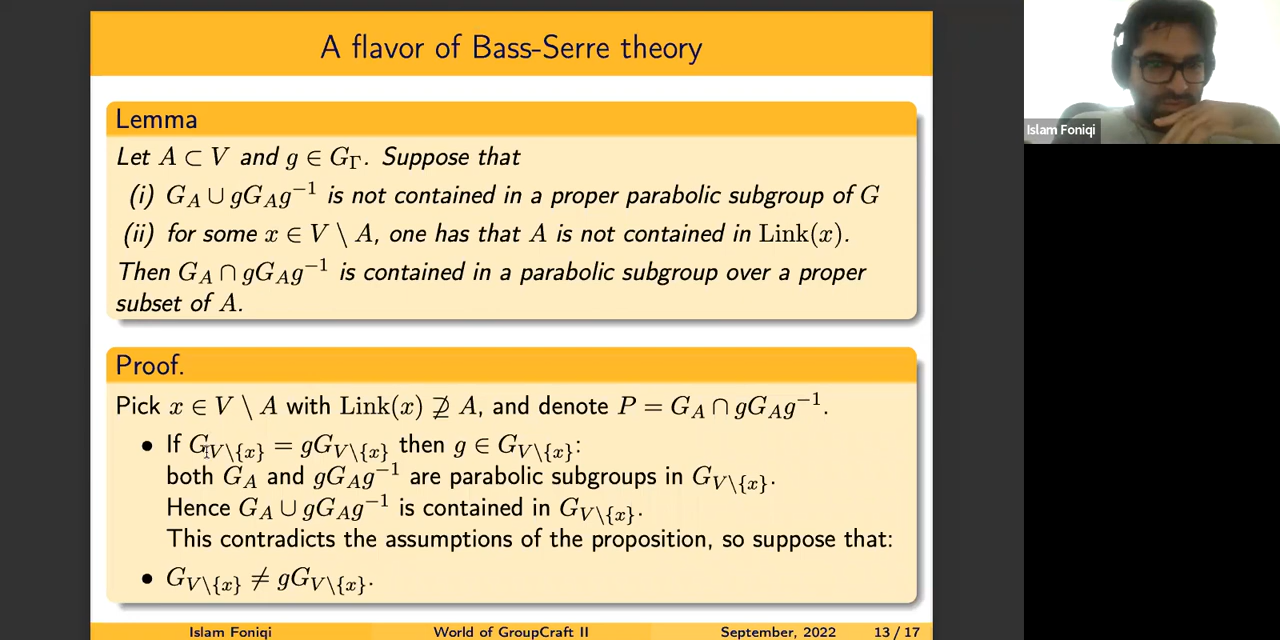 A flavor of Bass-Serre theory
Lemma
Let A ⊂ V and g ∈ G_Γ. Suppose that
(i) G_A ∪ gG_Ag⁻¹ is not contained in a proper parabolic subgroup of G
(ii) for some x ∈ V \ A, one has that A is not contained in Link(x).
Then G_A ∩ gG_Ag⁻¹ is contained in a parabolic subgroup over a proper
subset of A.
Proof.
Pick x ∈ V \ A with Link(x) ⊉ A, and denote P = G_A ∩ gG_Ag⁻¹.
• If G_{V\{x}} = gG_{V\{x}} then g ∈ G_{V\{x}}:
both G_A and gG_Ag⁻¹ are parabolic subgroups in G_{V\{x}}.
Hence G_A ∪ gG_Ag⁻¹ is contained in G_{V\{x}}.
This contradicts the assumptions of the proposition, so suppose that:
• G_{V\{x}} ≠ gG_{V\{x}}.
Islam Foniqi World of GroupCraft II September, 2022 13 / 17
Islam Foniqi